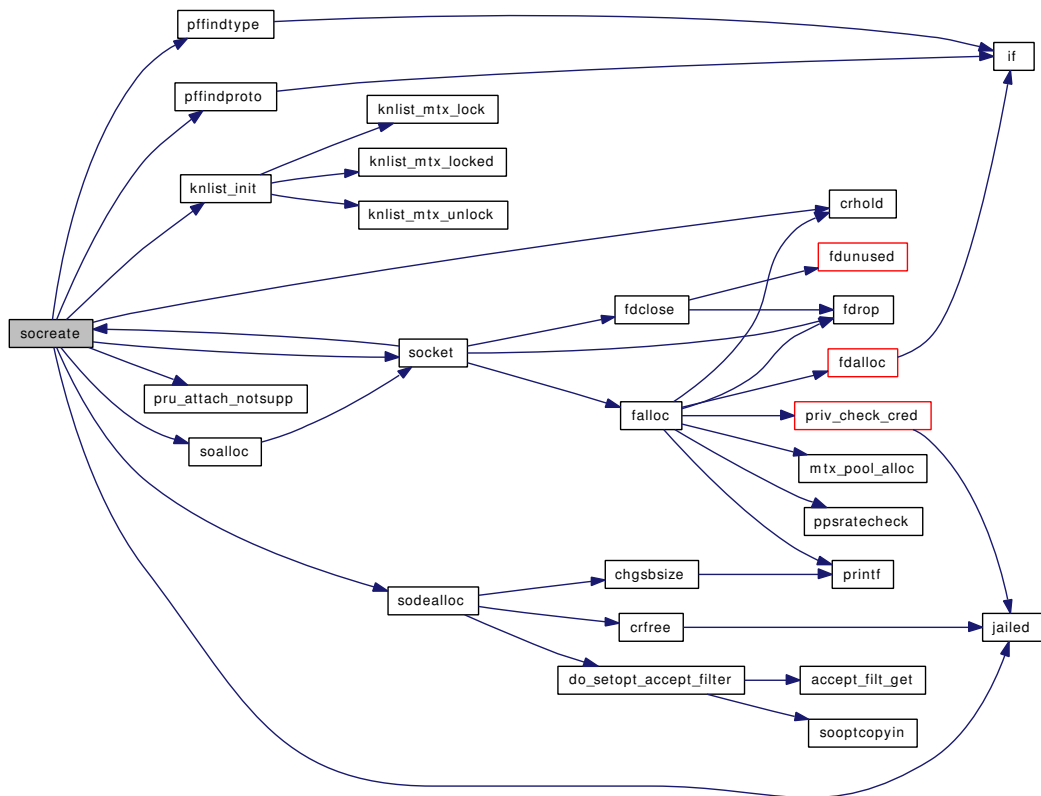 pffindtype
if
pffindproto
knlist_mtx_lock
knlist_mtx_locked
knlist_init
crhold
knlist_mtx_unlock
fdunused
fdclose
fdrop
socreate
socket
fdalloc
pru_attach_notsupp
falloc
priv_check_cred
soalloc
mtx_pool_alloc
ppsratecheck
chgsbsize
printf
sodealloc
crfree
jailed
do_setopt_accept_filter
accept_filt_get
sooptcopyin